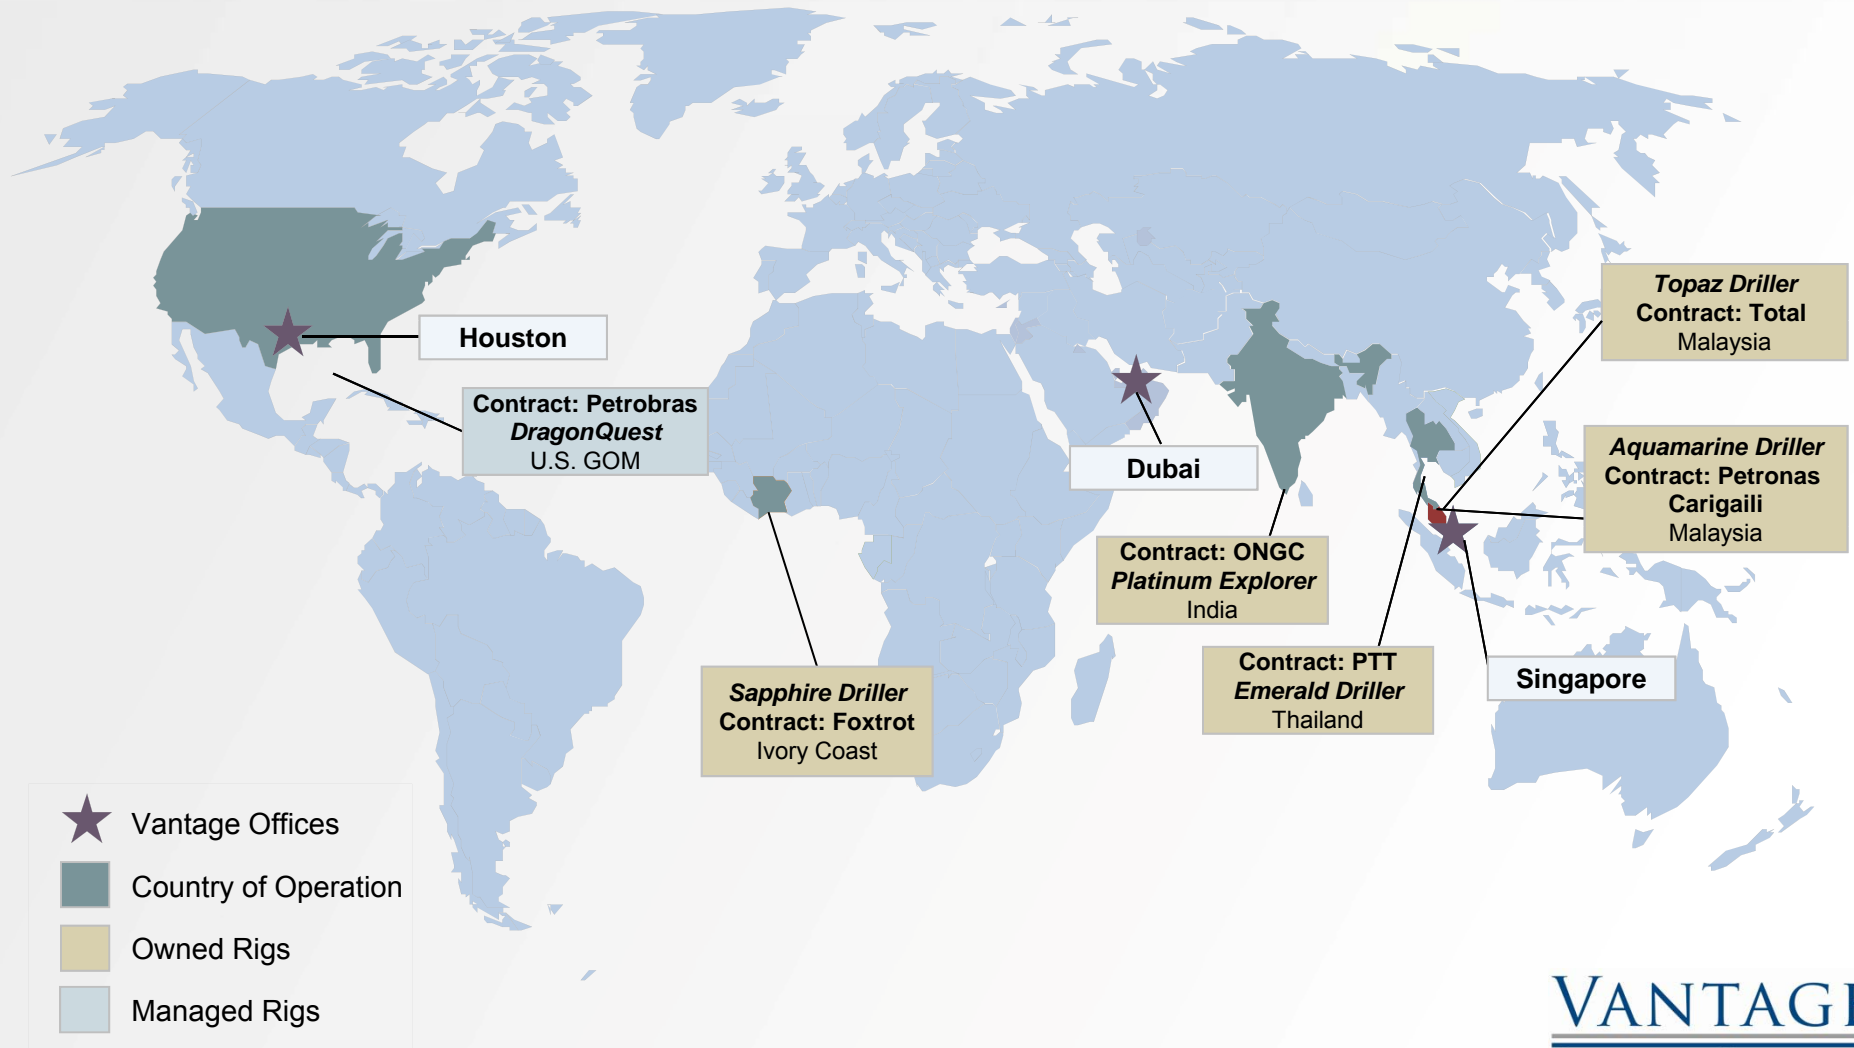 Houston
Contract: Petrobras
DragonQuest
U.S. GOM
Topaz Driller
Contract: Total
Malaysia
Aquamarine Driller
Contract: Petronas
Carigaili
Malaysia
Dubai
Contract: ONGC
Platinum Explorer
India
Contract: PTT
Emerald Driller
Thailand
Singapore
Sapphire Driller
Contract: Foxtrot
Ivory Coast
Vantage Offices
Country of Operation
Owned Rigs
Managed Rigs
VANTAGE